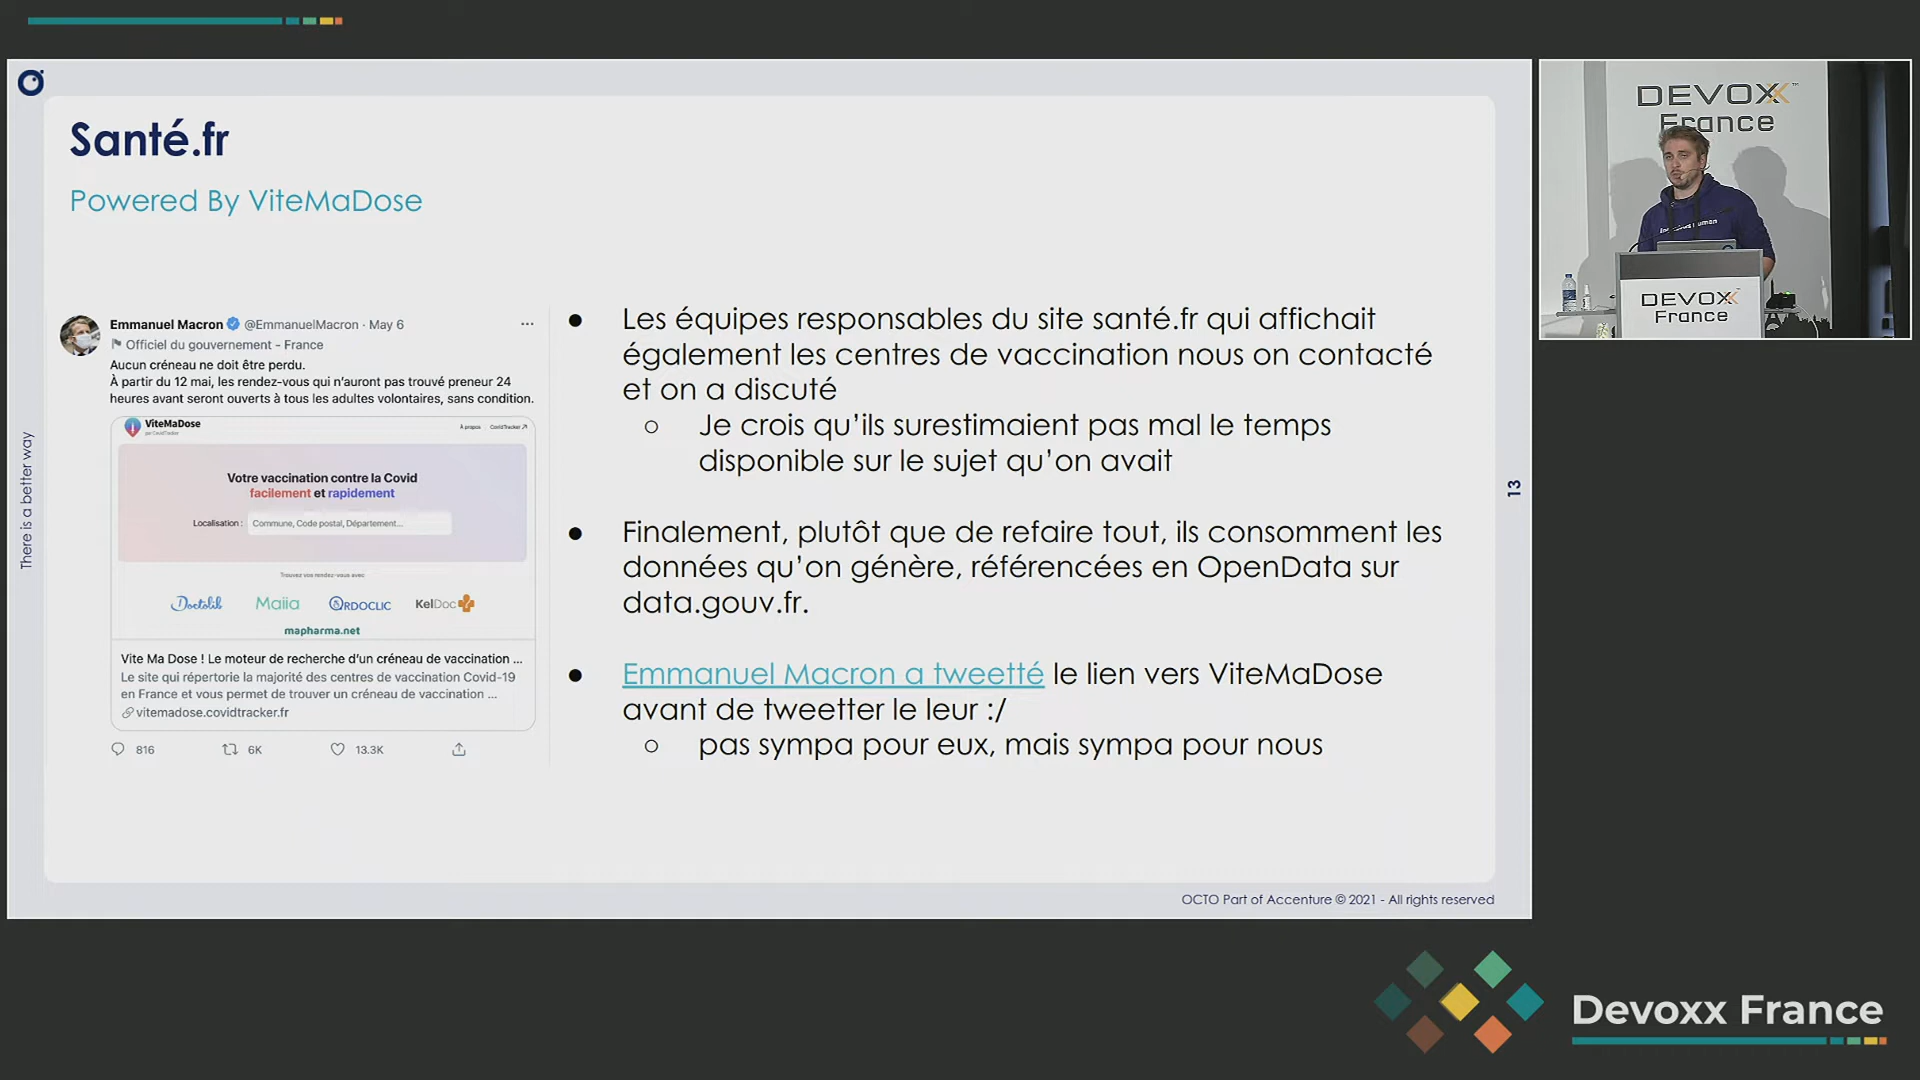 Santé.fr
Powered By ViteMaDose
There is a better way
Emmanuel Macron @EmmanuelMacron · May 6
Officiel du gouvernement - France
Aucun créneau ne doit être perdu.
À partir du 12 mai, les rendez-vous qui n'auront pas trouvé preneur 24
heures avant seront ouverts à tous les adultes volontaires, sans condition.
ViteMaDose
par CovidTracker
À propos
CovidTracker
Votre vaccination contre la Covid
facilement et rapidement
Localisation :
Commune, Code postal, Département...
Trouvez vos rendez-vous avec
Doctolib
Maiia
ORDOCLIC
KelDoc
mapharma.net
Vite Ma Dose ! Le moteur de recherche d'un créneau de vaccination ...
Le site qui répertorie la majorité des centres de vaccination Covid-19
en France et vous permet de trouver un créneau de vaccination ...
vitemadose.covidtracker.fr
816
6K
13.3K
● Les équipes responsables du site santé.fr qui affichait
également les centres de vaccination nous on contacté
et on a discuté
○ Je crois qu'ils surestimaient pas mal le temps
disponible sur le sujet qu'on avait
● Finalement, plutôt que de refaire tout, ils consomment les
données qu'on génère, référencées en OpenData sur
data.gouv.fr.
● Emmanuel Macron a tweetté le lien vers ViteMaDose
avant de tweetter le leur :/
○ pas sympa pour eux, mais sympa pour nous
13
OCTO Part of Accenture © 2021 - All rights reserved
DEVOXX™
France
DEVOXX
France
Devoxx France